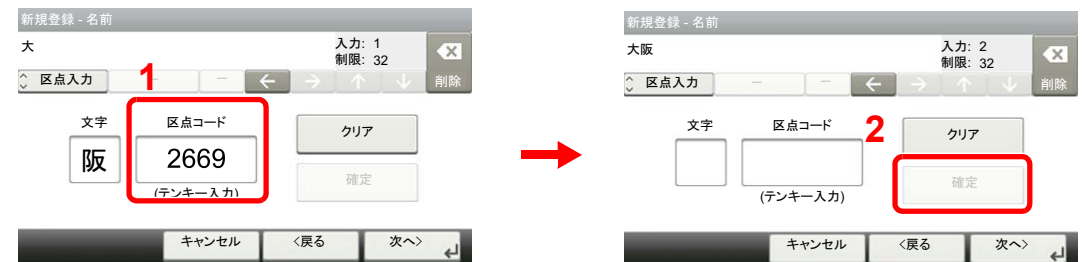 新規登録 - 名前
大
入力: 1
制限: 32
区点入力
削除
1
文字
区点コード
クリア
阪
2669
確定
(テンキー入力)
キャンセル
<戻る
次へ>
新規登録 - 名前
大阪
入力: 2
制限: 32
区点入力
削除
文字
区点コード
2
クリア
確定
(テンキー入力)
キャンセル
<戻る
次へ>